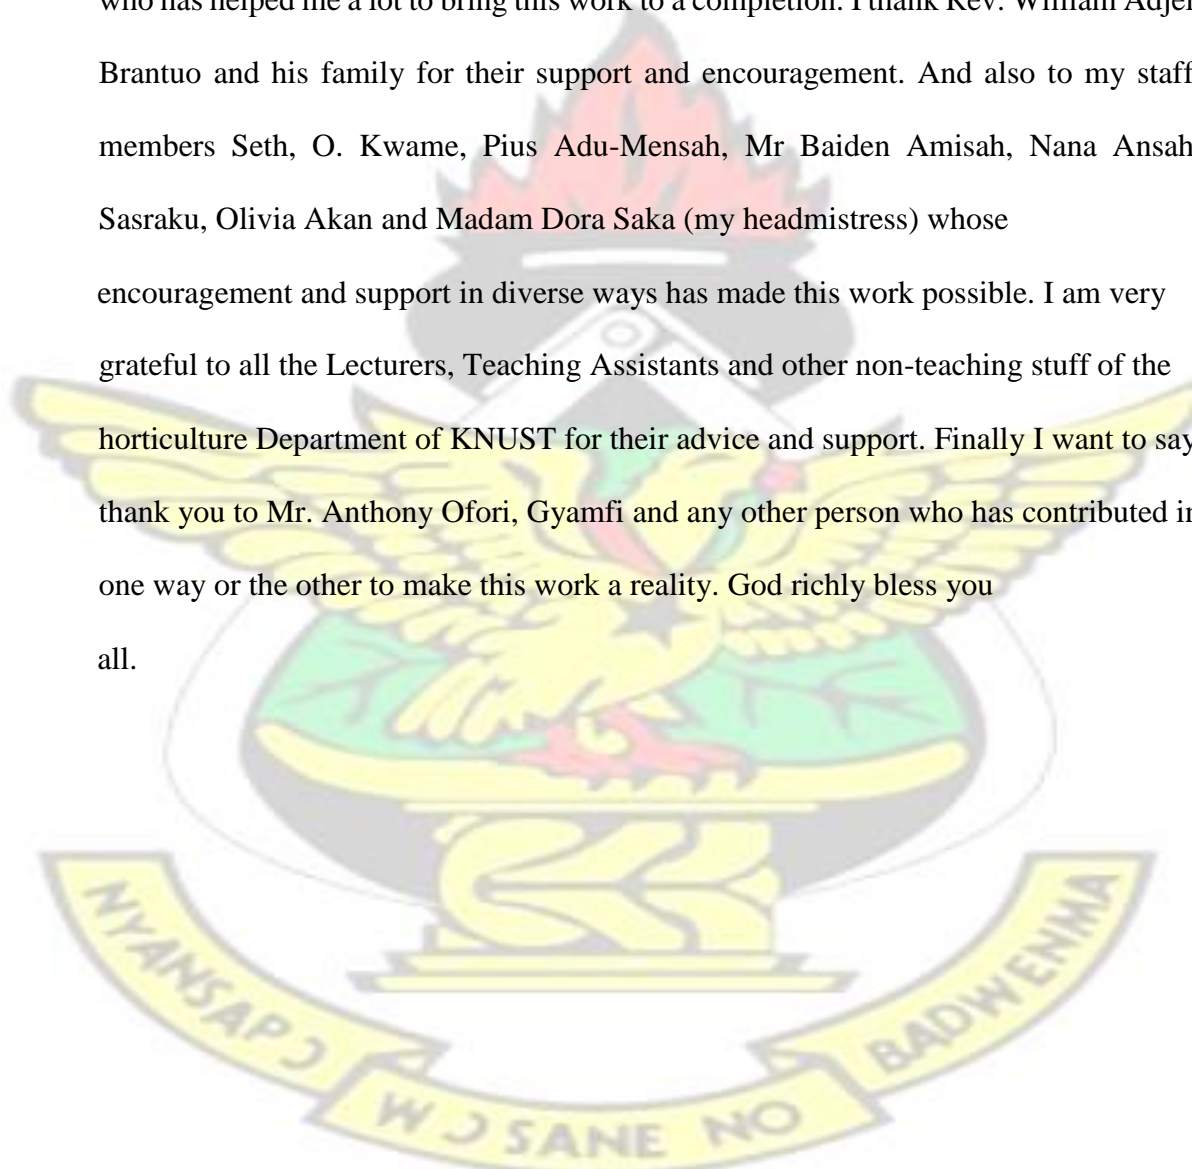 who has helped me a lot to bring this work to a completion. I thank Rev. William Adjei
Brantuo and his family for their support and encouragement. And also to my staff
members Seth, O. Kwame, Pius Adu-Mensah, Mr Baiden Amisah, Nana Ansah
Sasraku, Olivia Akan and Madam Dora Saka (my headmistress) whose
encouragement and support in diverse ways has made this work possible. I am very
grateful to all the Lecturers, Teaching Assistants and other non-teaching stuff of the
horticulture Department of KNUST for their advice and support. Finally I want to say
thank you to Mr. Anthony Ofori, Gyamfi and any other person who has contributed in
one way or the other to make this work a reality. God richly bless you
all.
NYANSAPƆ
WƆSANE NO
BADWENMA